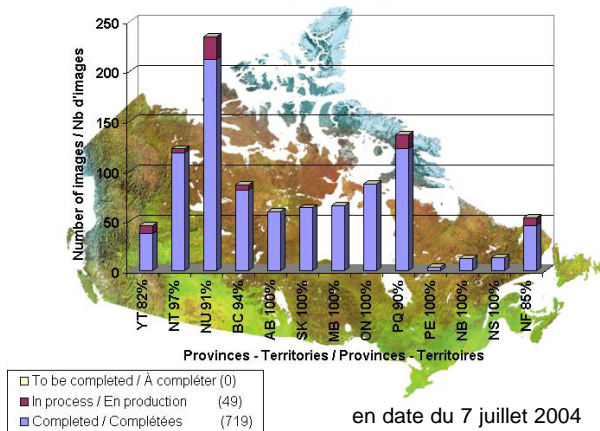 250
200
150
100
50
0
Number of images / Nb d'images
YT 82%
NT 97%
NU 91%
BC 94%
AB 100%
SK 100%
MB 100%
ON 100%
PQ 90%
PE 100%
NB 100%
NS 100%
NF 85%
Provinces - Territories / Provinces - Territoires
To be completed / À compléter (0)
In process / En production (49)
Completed / Complétées (719)
en date du 7 juillet 2004